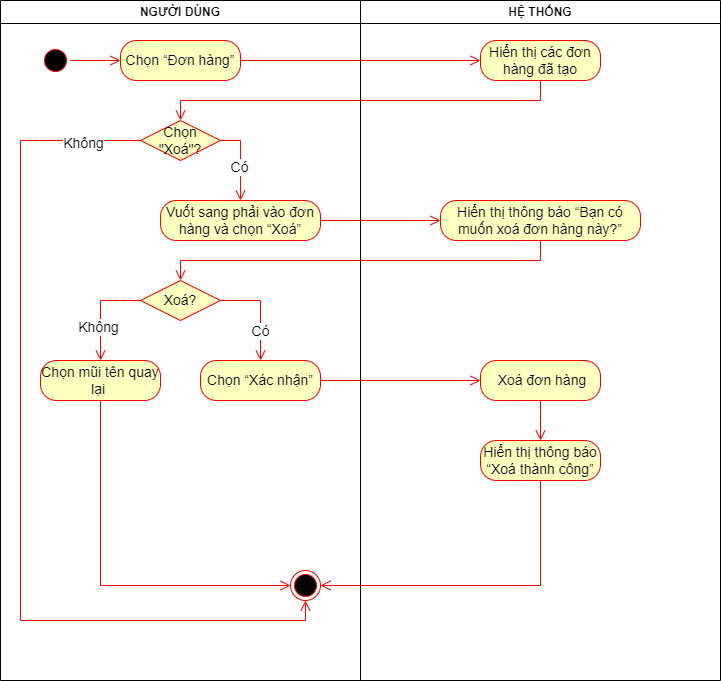 NGƯỜI DÙNG
HỆ THỐNG
Chọn “Đơn hàng”
Hiển thị các đơn
hàng đã tạo
Chọn
"Xoá"?
Không
Có
Vuốt sang phải vào đơn
hàng và chọn “Xoá”
Hiển thị thông báo “Bạn có
muốn xoá đơn hàng này?”
Xoá?
Không
Có
Chọn mũi tên quay
lại
Chọn “Xác nhận”
Xoá đơn hàng
Hiển thị thông báo
“Xoá thành công”